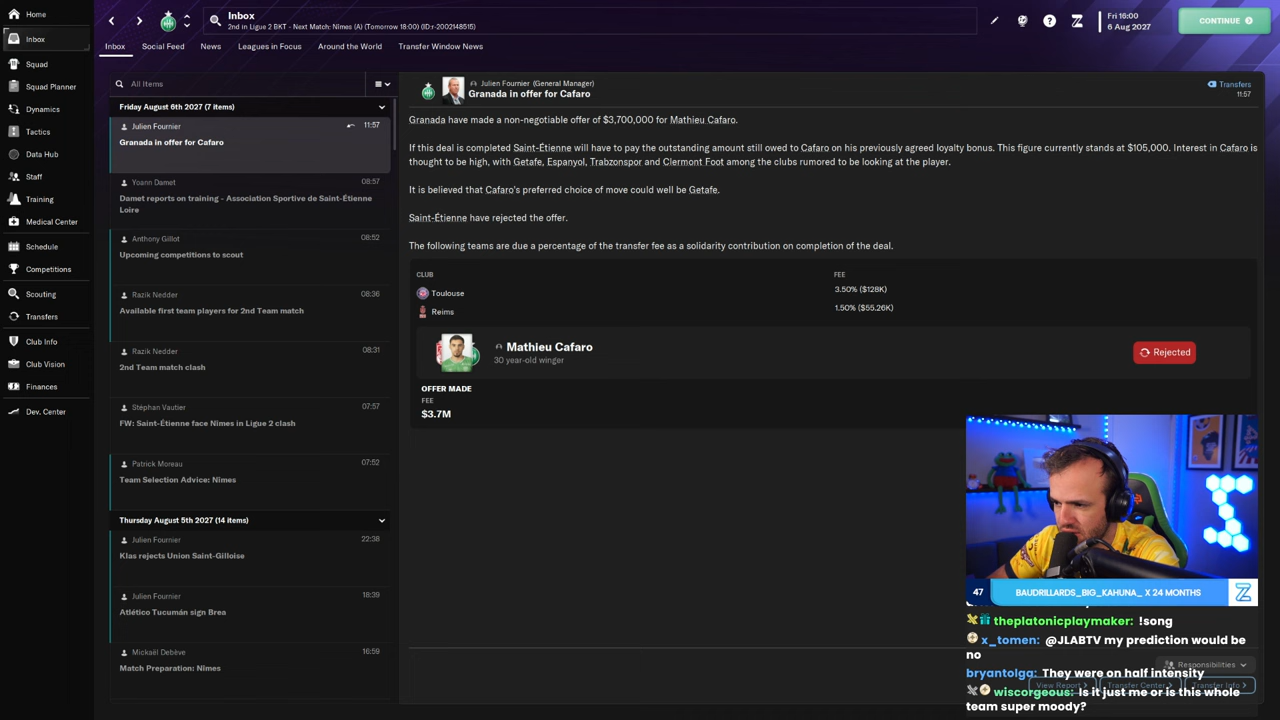 Home
Inbox
Squad
Squad Planner
Dynamics
Tactics
Data Hub
Staff
Training
Medical Center
Schedule
Competitions
Scouting
Transfers
Club Info
Club Vision
Finances
Dev. Center
Inbox
2nd in Ligue 2 BKT - Next Match: Nîmes (A) (Tomorrow 18:00) (ID:r-2002148515)
Fri 16:00
6 Aug 2027
CONTINUE
Inbox Social Feed News Leagues in Focus Around the World Transfer Window News
All Items
Friday August 6th 2027 (7 items)
Julien Fournier 11:57
Granada in offer for Cafaro
Yoann Damet 08:57
Damet reports on training - Association Sportive de Saint-Étienne
Loire
Anthony Gillot 08:52
Upcoming competitions to scout
Razik Nedder 08:36
Available first team players for 2nd Team match
Razik Nedder 08:31
2nd Team match clash
Stéphan Vautier 07:57
FW: Saint-Étienne face Nîmes in Ligue 2 clash
Patrick Moreau 07:52
Team Selection Advice: Nîmes
Thursday August 5th 2027 (14 items)
Julien Fournier 22:38
Klas rejects Union Saint-Gilloise
Julien Fournier 18:39
Atlético Tucumán sign Brea
Mickaël Debève 16:59
Match Preparation: Nîmes
Julien Fournier (General Manager)
Granada in offer for Cafaro
Transfers
11:57
Granada have made a non-negotiable offer of $3,700,000 for Mathieu Cafaro.
If this deal is completed Saint-Étienne will have to pay the outstanding amount still owed to Cafaro on his previously agreed loyalty bonus. This figure currently stands at $105,000. Interest in Cafaro is
thought to be high, with Getafe, Espanyol, Trabzonspor and Clermont Foot among the clubs rumored to be looking at the player.
It is believed that Cafaro's preferred choice of move could well be Getafe.
Saint-Étienne have rejected the offer.
The following teams are due a percentage of the transfer fee as a solidarity contribution on completion of the deal.
CLUB FEE
Toulouse 3.50% ($128K)
Reims 1.50% ($55.26K)
Mathieu Cafaro
30 year-old winger
Rejected
OFFER MADE
FEE
$3.7M
47 BAUDRILLARDS_BIG_KAHUNA_ X 24 MONTHS
theplatonicplaymaker: !song
x_tomen: @JLABTV my prediction would be
no
Responsibilities
bryantolga: They were on half intensity
View Report Transfer Center Transfer Info
wiscorgeous: Is it just me or is this whole
team super moody?